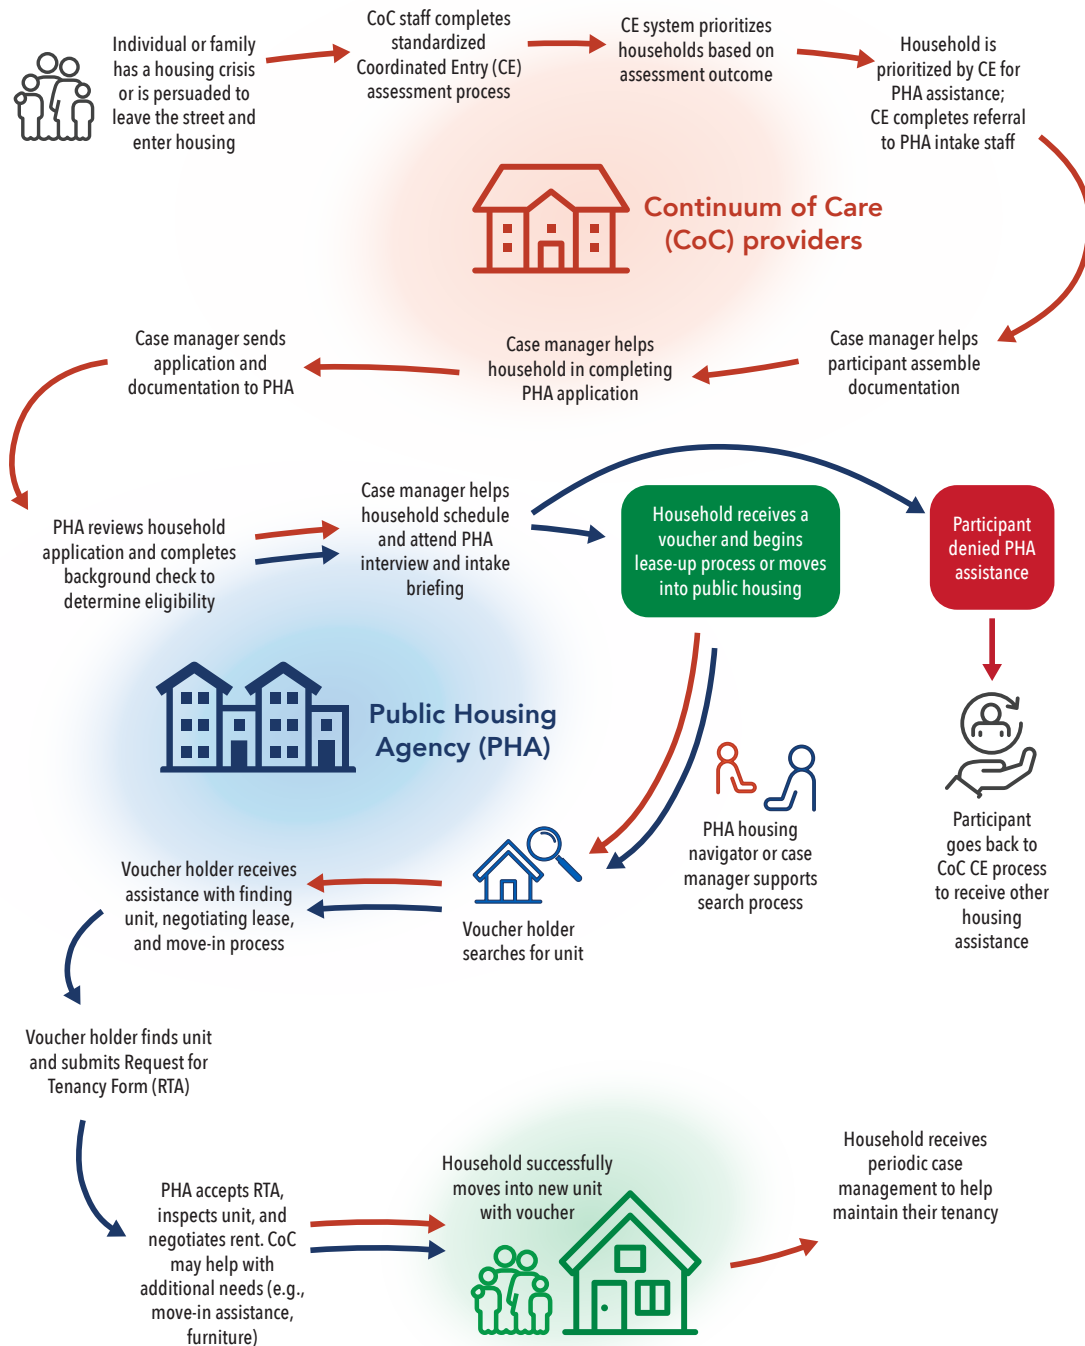 Individual or family
has a housing crisis
or is persuaded to
leave the street and
enter housing
CoC staff completes
standardized
Coordinated Entry (CE)
assessment process
CE system prioritizes
households based on
assessment outcome
Household is
prioritized by CE for
PHA assistance;
CE completes referral
to PHA intake staff
Continuum of Care
(CoC) providers
Case manager helps
participant assemble
documentation
Case manager helps
household in completing
PHA application
Case manager sends
application and
documentation to PHA
PHA reviews household
application and completes
background check to
determine eligibility
Case manager helps
household schedule
and attend PHA
interview and intake
briefing
Household receives a
voucher and begins
lease-up process or moves
into public housing
Participant
denied PHA
assistance
Public Housing
Agency (PHA)
PHA housing
navigator or case
manager supports
search process
Participant
goes back to
CoC CE process
to receive other
housing
assistance
Voucher holder
searches for unit
Voucher holder receives
assistance with finding
unit, negotiating lease,
and move-in process
Voucher holder finds unit
and submits Request for
Tenancy Form (RTA)
PHA accepts RTA,
inspects unit, and
negotiates rent. CoC
may help with
additional needs (e.g.,
move-in assistance,
furniture)
Household successfully
moves into new unit
with voucher
Household receives
periodic case
management to help
maintain their tenancy